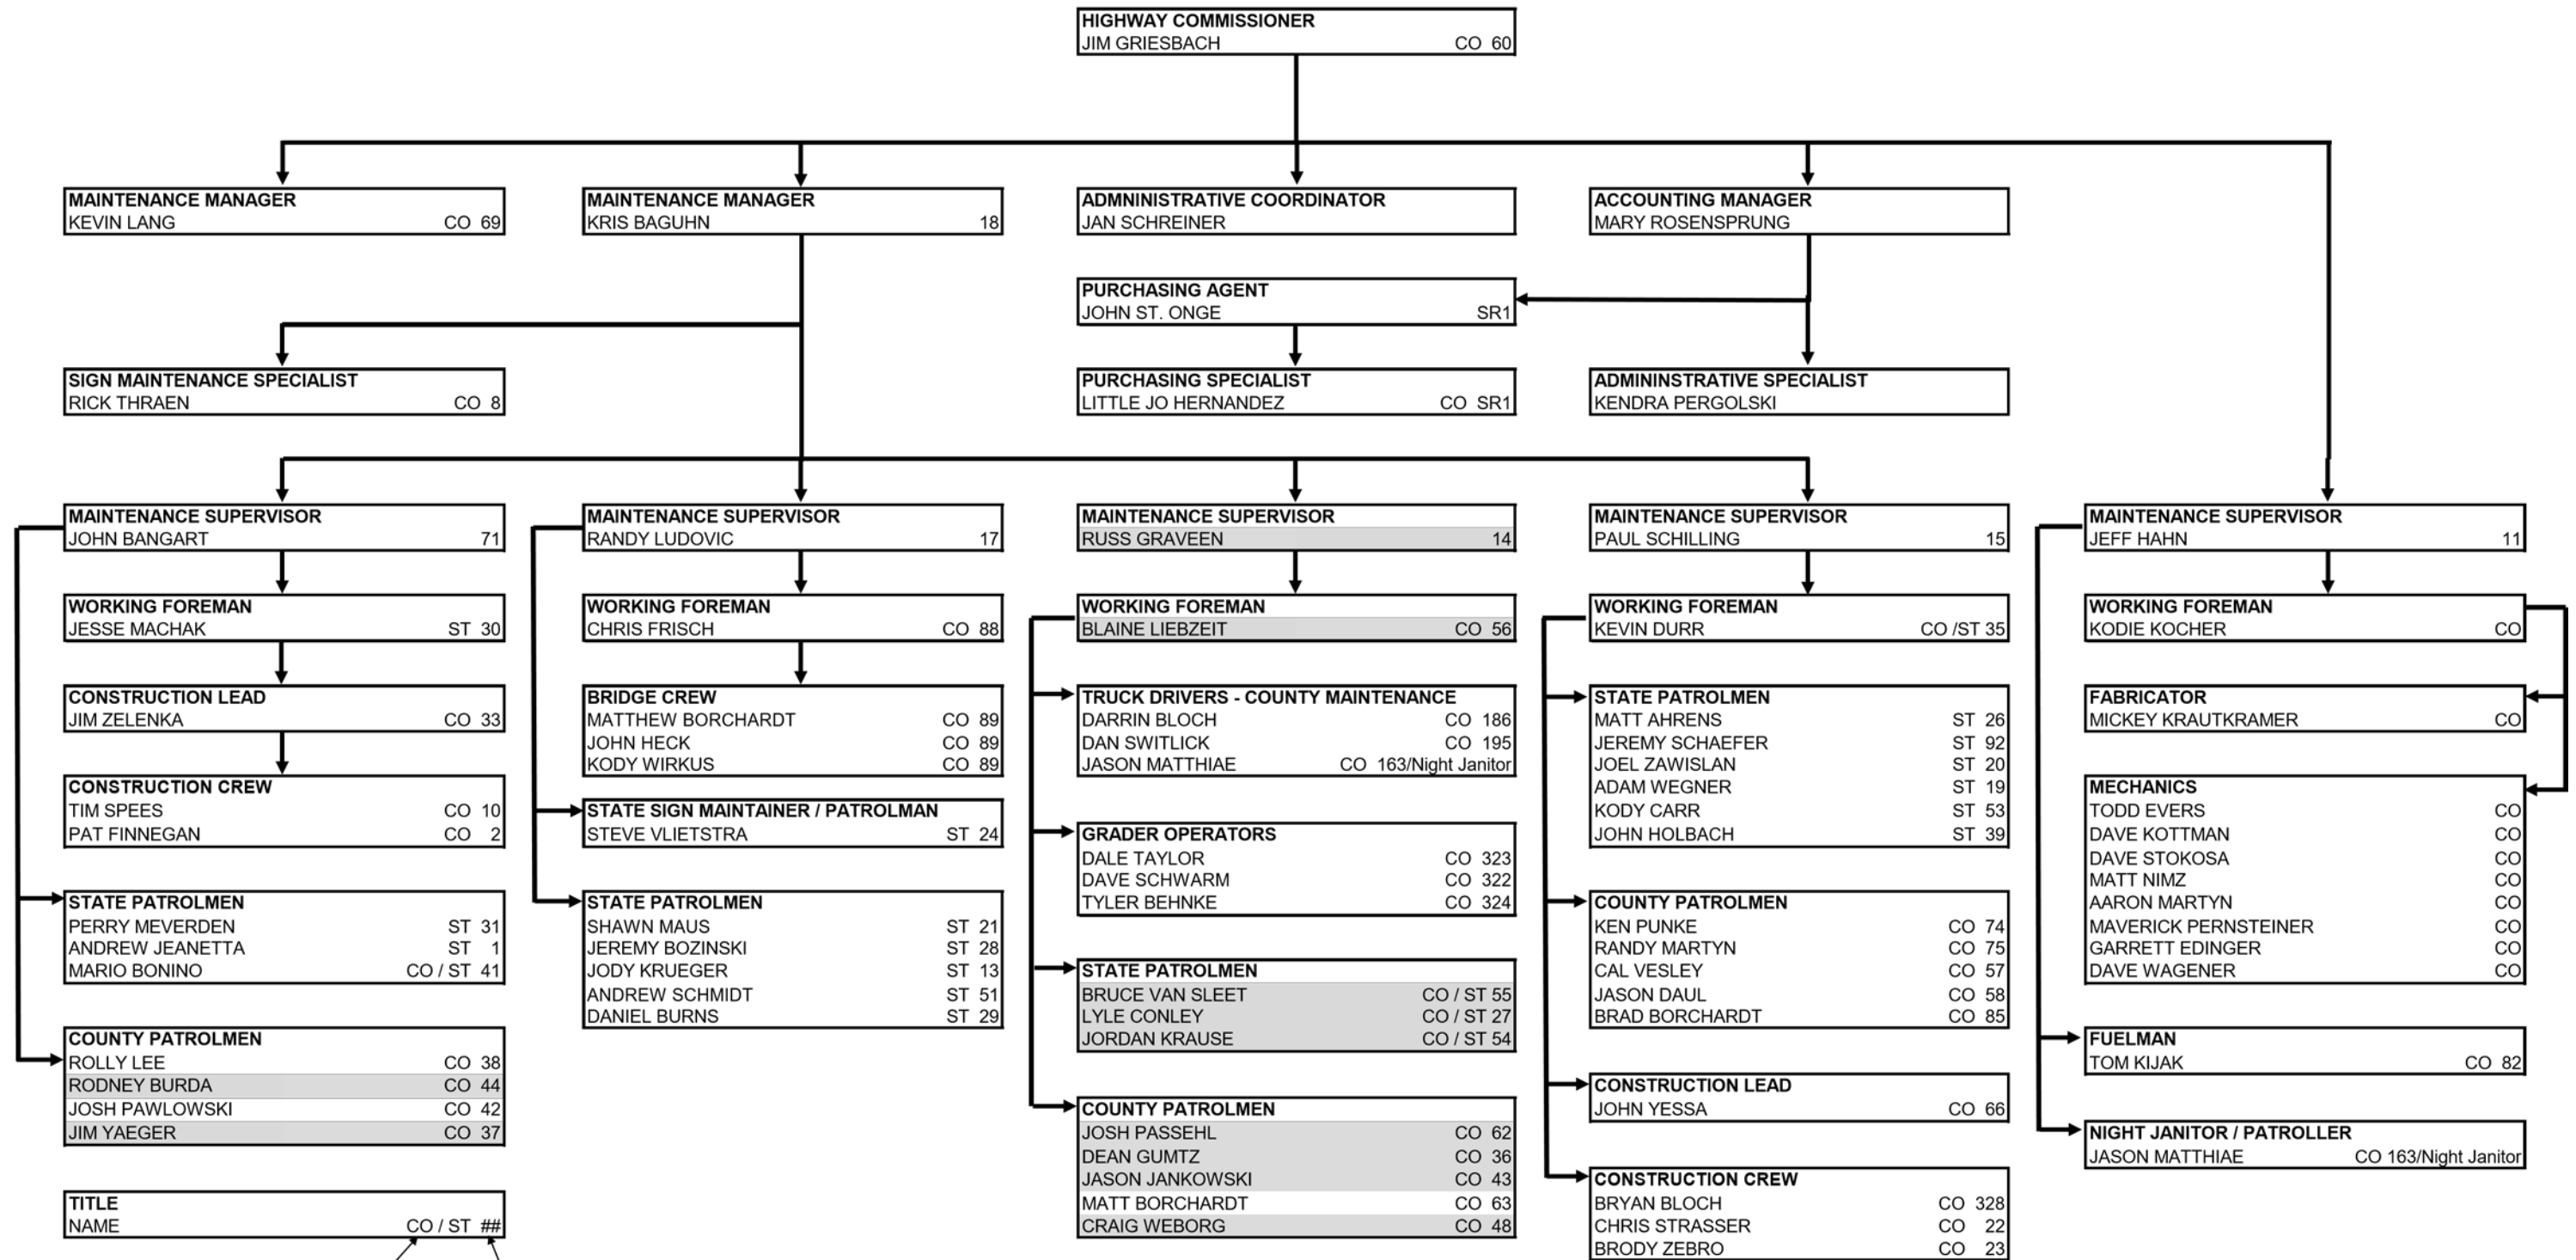 HIGHWAY COMMISSIONER
JIM GRIESBACH CO 60
MAINTENANCE MANAGER
KEVIN LANG CO 69
MAINTENANCE MANAGER
KRIS BAGUHN 18
ADMNINISTRATIVE COORDINATOR
JAN SCHREINER
ACCOUNTING MANAGER
MARY ROSENSPRUNG
PURCHASING AGENT
JOHN ST. ONGE SR1
SIGN MAINTENANCE SPECIALIST
RICK THRAEN CO 8
PURCHASING SPECIALIST
LITTLE JO HERNANDEZ CO SR1
ADMININSTRATIVE SPECIALIST
KENDRA PERGOLSKI
MAINTENANCE SUPERVISOR
JOHN BANGART 71
WORKING FOREMAN
JESSE MACHAK ST 30
CONSTRUCTION LEAD
JIM ZELENKA CO 33
CONSTRUCTION CREW
TIM SPEES CO 10
PAT FINNEGAN CO 2
STATE PATROLMEN
PERRY MEVERDEN ST 31
ANDREW JEANETTA ST 1
MARIO BONINO CO / ST 41
COUNTY PATROLMEN
ROLLY LEE CO 38
RODNEY BURDA CO 44
JOSH PAWLOWSKI CO 42
JIM YAEGER CO 37
TITLE
NAME CO / ST ##
MAINTENANCE SUPERVISOR
RANDY LUDOVIC 17
WORKING FOREMAN
CHRIS FRISCH CO 88
BRIDGE CREW
MATTHEW BORCHARDT CO 89
JOHN HECK CO 89
KODY WIRKUS CO 89
STATE SIGN MAINTAINER / PATROLMAN
STEVE VLIETSTRA ST 24
STATE PATROLMEN
SHAWN MAUS ST 21
JEREMY BOZINSKI ST 28
JODY KRUEGER ST 13
ANDREW SCHMIDT ST 51
DANIEL BURNS ST 29
MAINTENANCE SUPERVISOR
RUSS GRAVEEN 14
WORKING FOREMAN
BLAINE LIEBZEIT CO 56
TRUCK DRIVERS - COUNTY MAINTENANCE
DARRIN BLOCH CO 186
DAN SWITLICK CO 195
JASON MATTHIAE CO 163/Night Janitor
GRADER OPERATORS
DALE TAYLOR CO 323
DAVE SCHWARM CO 322
TYLER BEHNKE CO 324
STATE PATROLMEN
BRUCE VAN SLEET CO / ST 55
LYLE CONLEY CO / ST 27
JORDAN KRAUSE CO / ST 54
COUNTY PATROLMEN
JOSH PASSEHL CO 62
DEAN GUMTZ CO 36
JASON JANKOWSKI CO 43
MATT BORCHARDT CO 63
CRAIG WEBORG CO 48
MAINTENANCE SUPERVISOR
PAUL SCHILLING 15
WORKING FOREMAN
KEVIN DURR CO /ST 35
STATE PATROLMEN
MATT AHRENS ST 26
JEREMY SCHAEFER ST 92
JOEL ZAWISLAN ST 20
ADAM WEGNER ST 19
KODY CARR ST 53
JOHN HOLBACH ST 39
COUNTY PATROLMEN
KEN PUNKE CO 74
RANDY MARTYN CO 75
CAL VESLEY CO 57
JASON DAUL CO 58
BRAD BORCHARDT CO 85
CONSTRUCTION LEAD
JOHN YESSA CO 66
CONSTRUCTION CREW
BRYAN BLOCH CO 328
CHRIS STRASSER CO 22
BRODY ZEBRO CO 23
MAINTENANCE SUPERVISOR
JEFF HAHN 11
WORKING FOREMAN
KODIE KOCHER CO
FABRICATOR
MICKEY KRAUTKRAMER CO
MECHANICS
TODD EVERS CO
DAVE KOTTMAN CO
DAVE STOKOSA CO
MATT NIMZ CO
AARON MARTYN CO
MAVERICK PERNSTEINER CO
GARRETT EDINGER CO
DAVE WAGENER CO
FUELMAN
TOM KIJAK CO 82
NIGHT JANITOR / PATROLLER
JASON MATTHIAE CO 163/Night Janitor